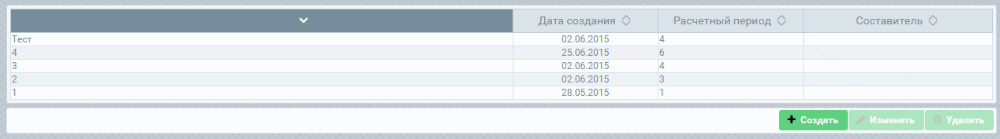 Дата создания Расчетный период Составитель
Тест 02.06.2015 4
4 25.06.2015 6
3 02.06.2015 4
2 02.06.2015 3
1 28.05.2015 1
Создать Изменить Удалить